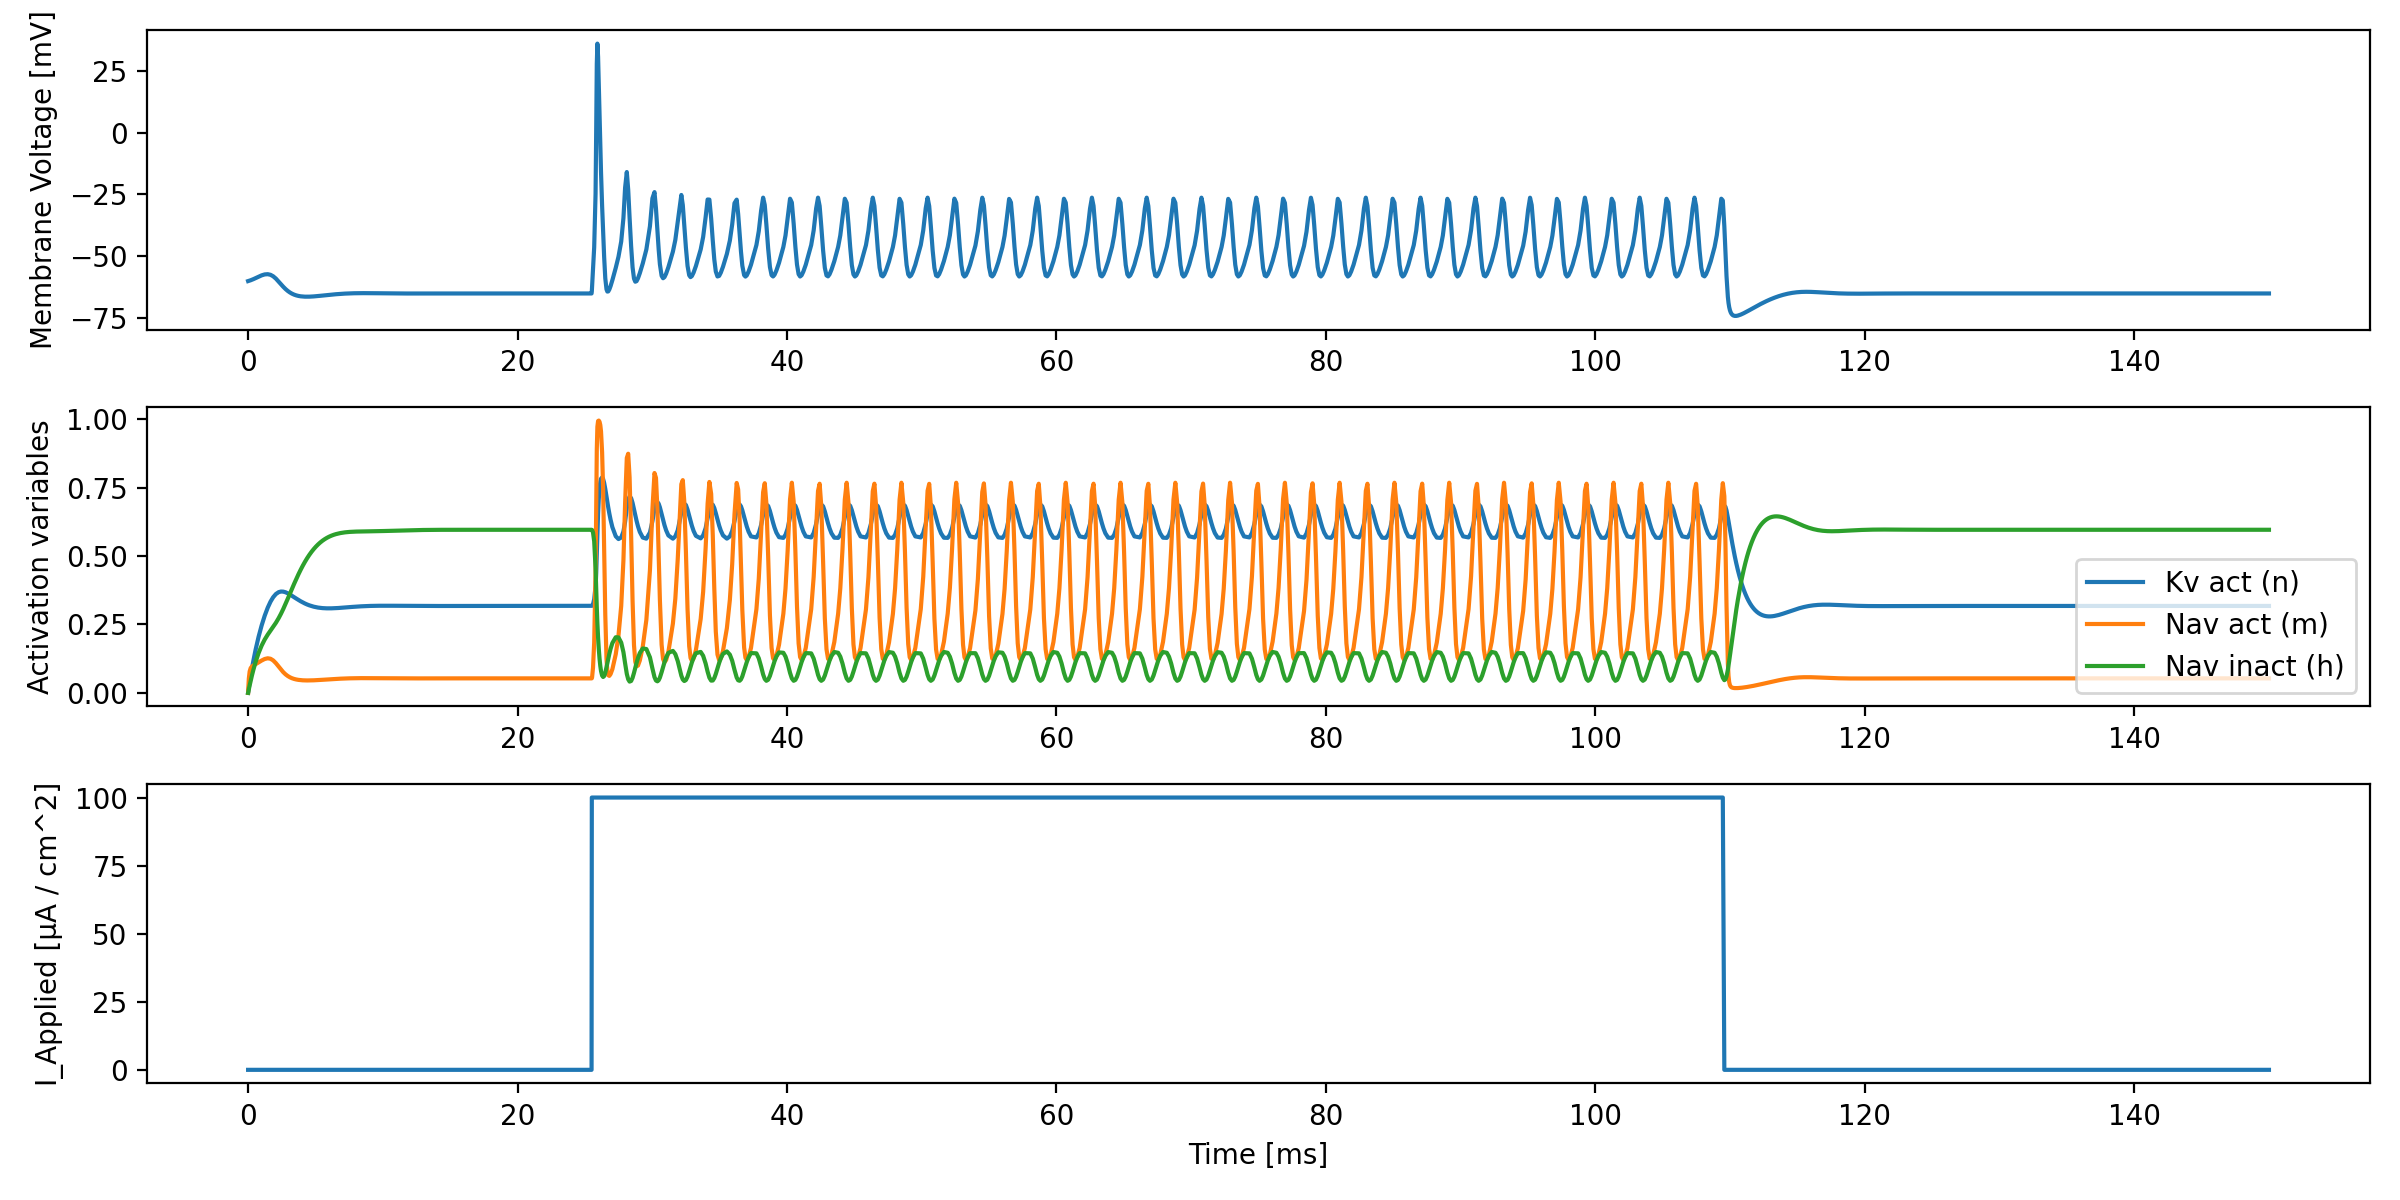 Membrane Voltage [mV]
25
0
−25
−50
−75
0 20 40 60 80 100 120 140
Activation variables
1.00
0.75
0.50
0.25
0.00
Kv act (n)
Nav act (m)
Nav inact (h)
0 20 40 60 80 100 120 140
I_Applied [μA / cm^2]
100
75
50
25
0
0 20 40 60 80 100 120 140
Time [ms]